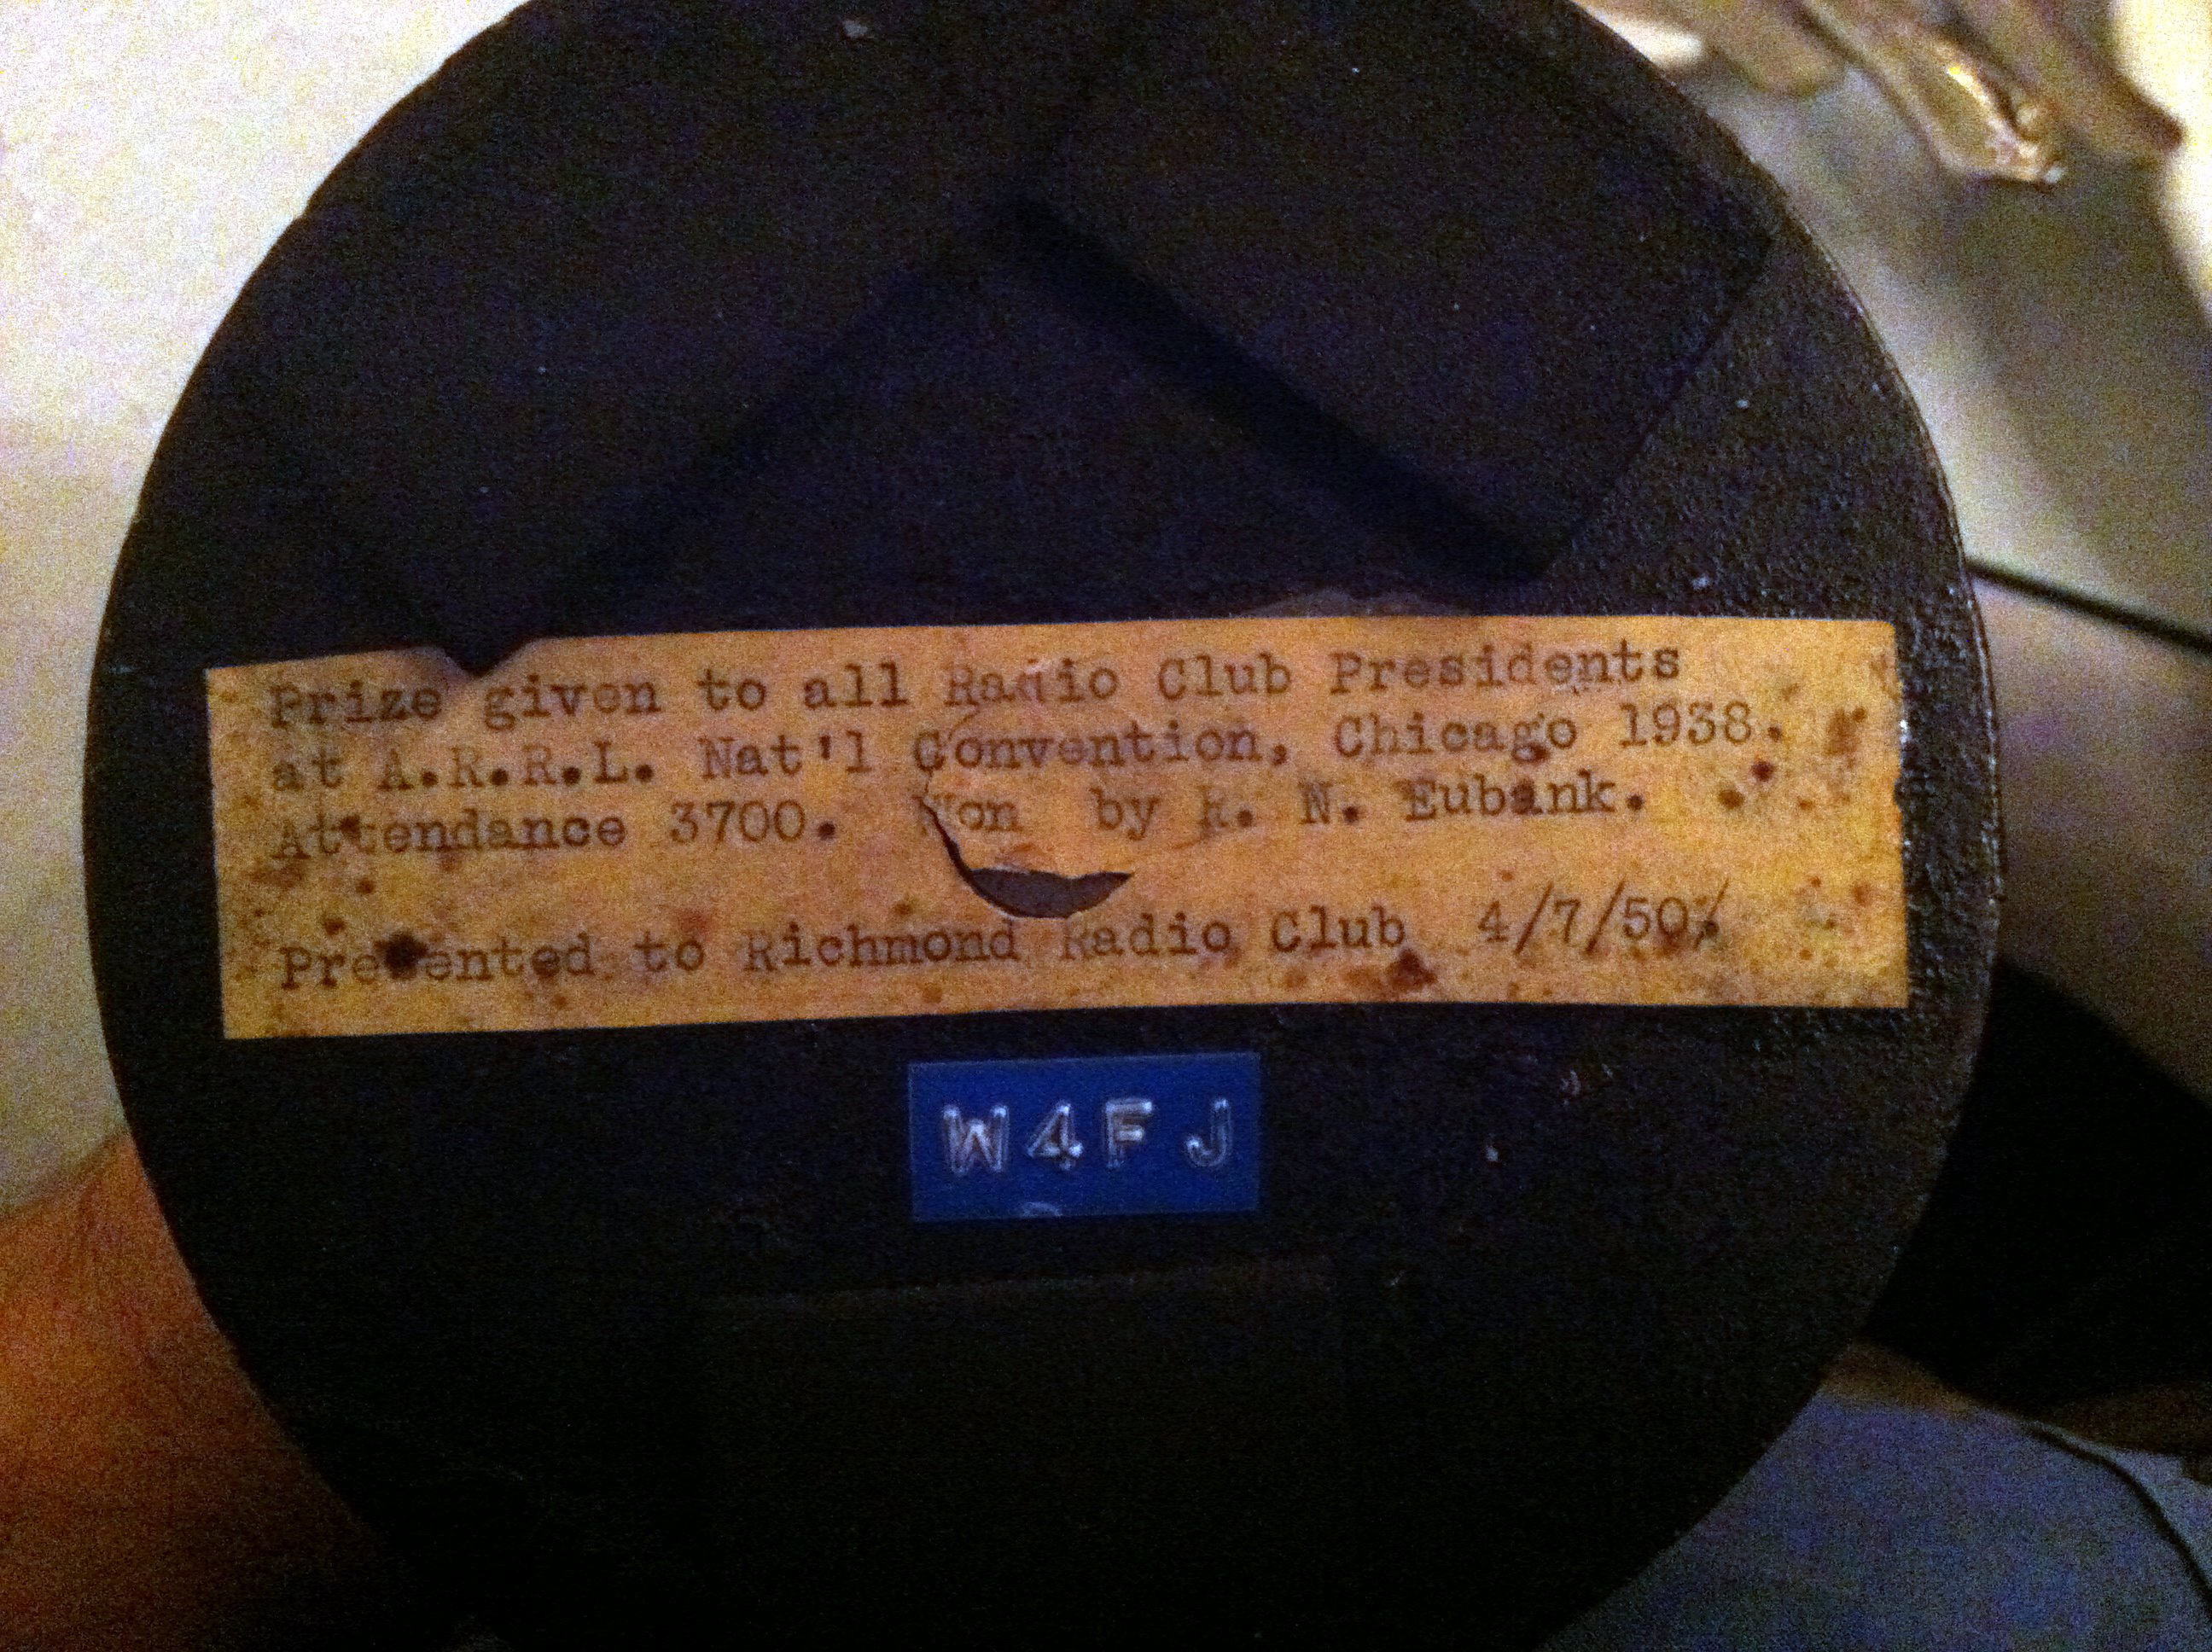 Prize given to all Radio Club Presidents
at A.R.R.L. Nat'l Convention, Chicago 1938.
Attendance 3700. Won by R. N. Eubank.
Presented to Richmond Radio Club 4/7/50%
W4FJ